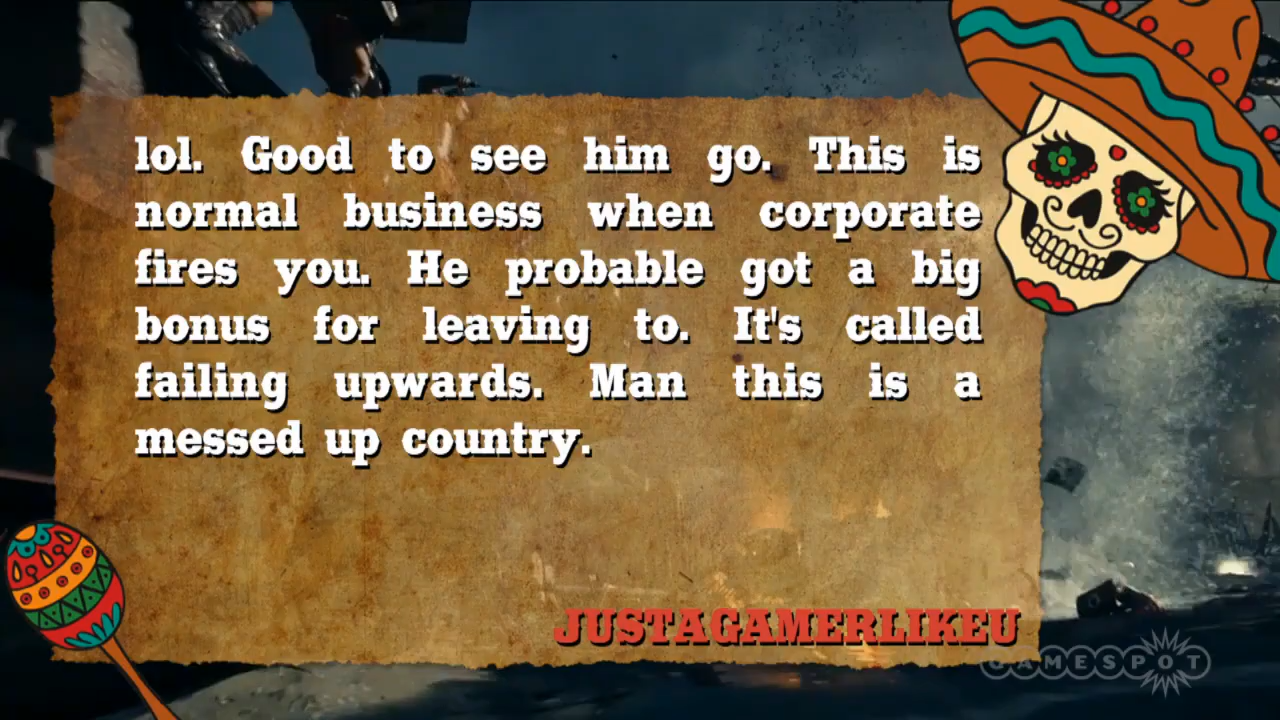 lol. Good to see him go. This is
normal business when corporate
fires you. He probable got a big
bonus for leaving to. It's called
failing upwards. Man this is a
messed up country.
JUSTAGAMERLIKEU
GAMESPOT